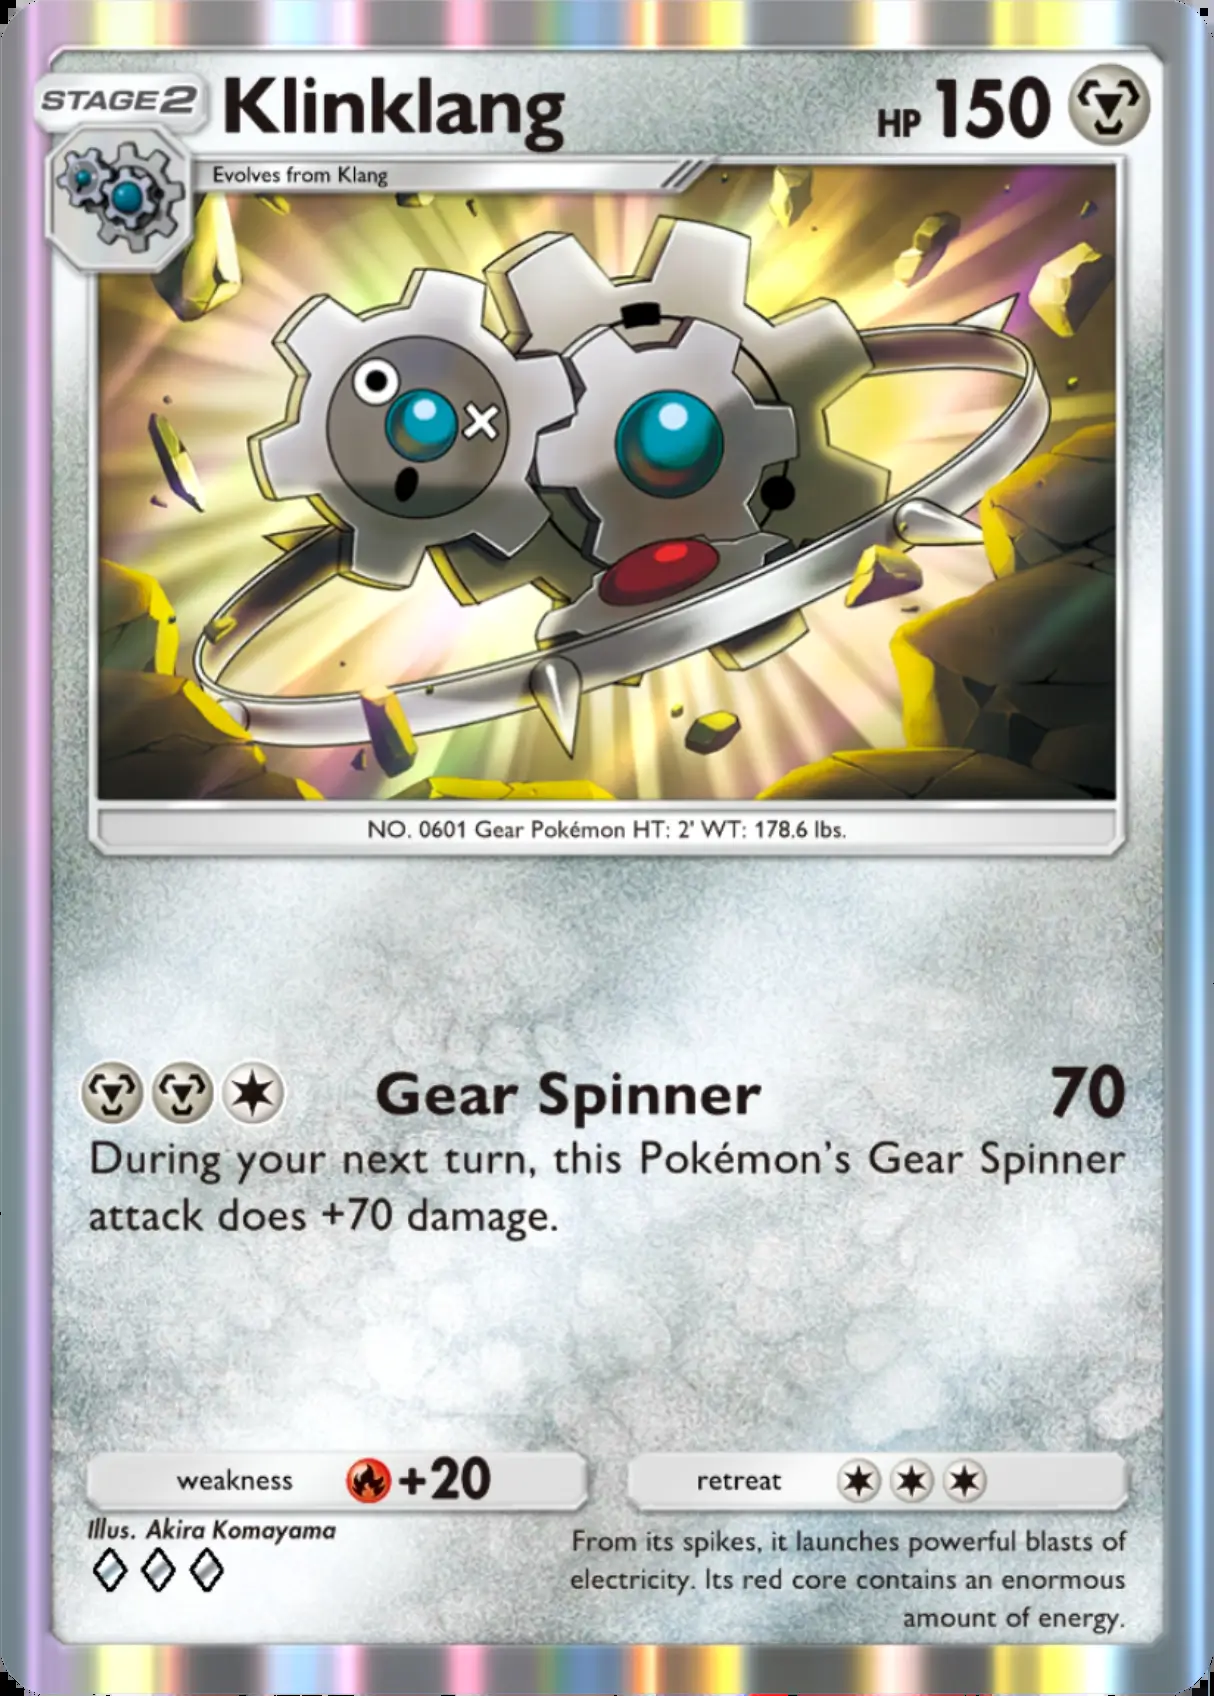 STAGE2
Klinklang
HP 150
Evolves from Klang
NO. 0601 Gear Pokémon HT: 2' WT: 178.6 lbs.
Gear Spinner 70
During your next turn, this Pokémon's Gear Spinner
attack does +70 damage.
weakness +20
retreat
Illus. Akira Komayama
From its spikes, it launches powerful blasts of
electricity. Its red core contains an enormous
amount of energy.